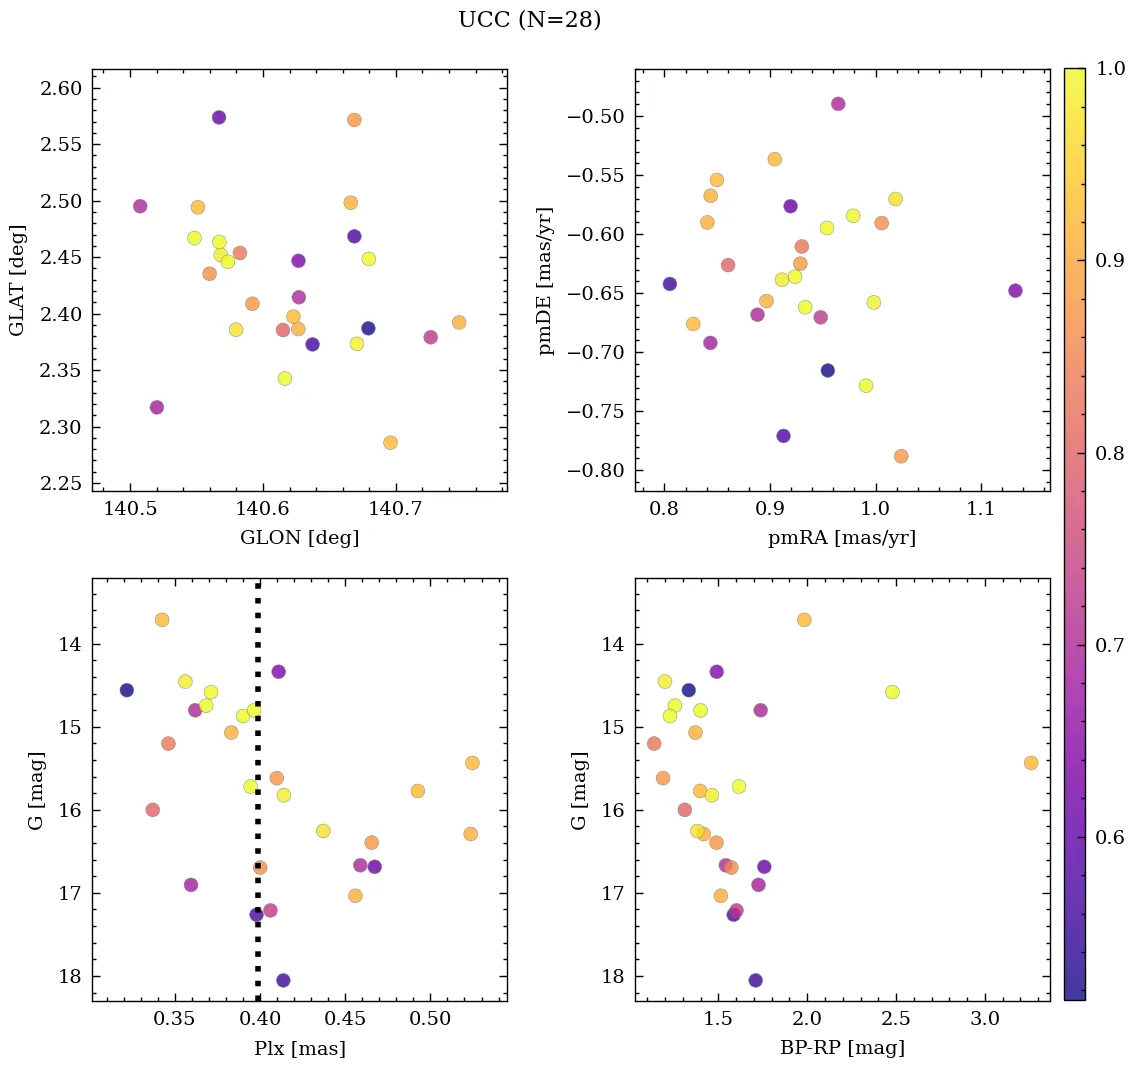 UCC (N=28)
2.60
2.55
2.50
2.45
2.40
2.35
2.30
2.25
GLAT [deg]
140.5 140.6 140.7
GLON [deg]
−0.50
−0.55
−0.60
−0.65
−0.70
−0.75
−0.80
pmDE [mas/yr]
0.8 0.9 1.0 1.1
pmRA [mas/yr]
1.0
0.9
0.8
0.7
0.6
14
15
16
17
18
G [mag]
0.35 0.40 0.45 0.50
Plx [mas]
14
15
16
17
18
G [mag]
1.5 2.0 2.5 3.0
BP-RP [mag]